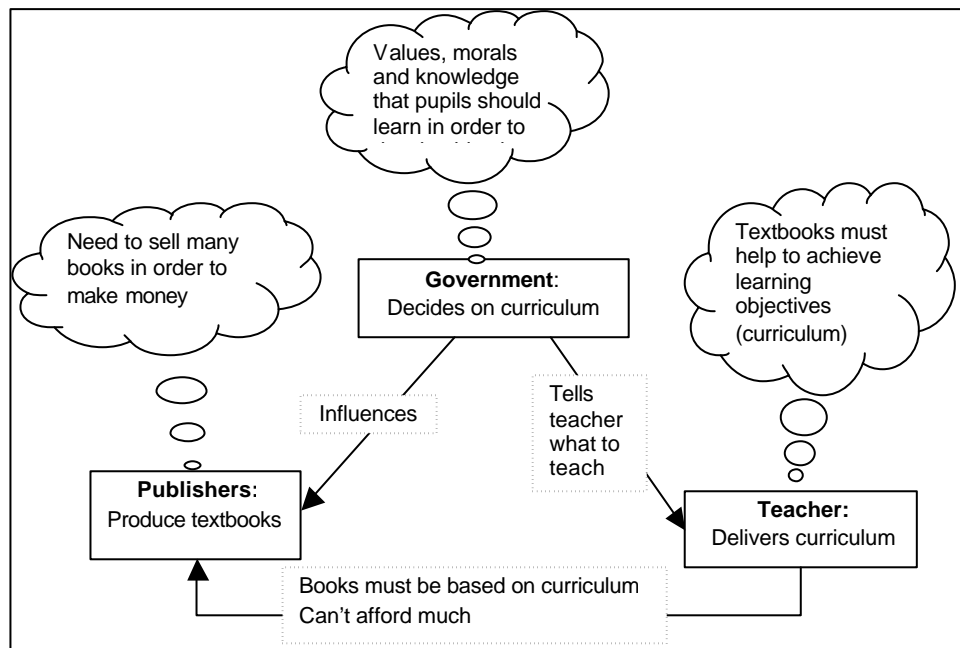 Values, morals
and knowledge
that pupils should
learn in order to
Need to sell many
books in order to
make money
Textbooks must
help to achieve
learning
objectives
(curriculum)
Government:
Decides on curriculum
Influences
Tells
teacher
what to
teach
Publishers:
Produce textbooks
Teacher:
Delivers curriculum
Books must be based on curriculum
Can't afford much